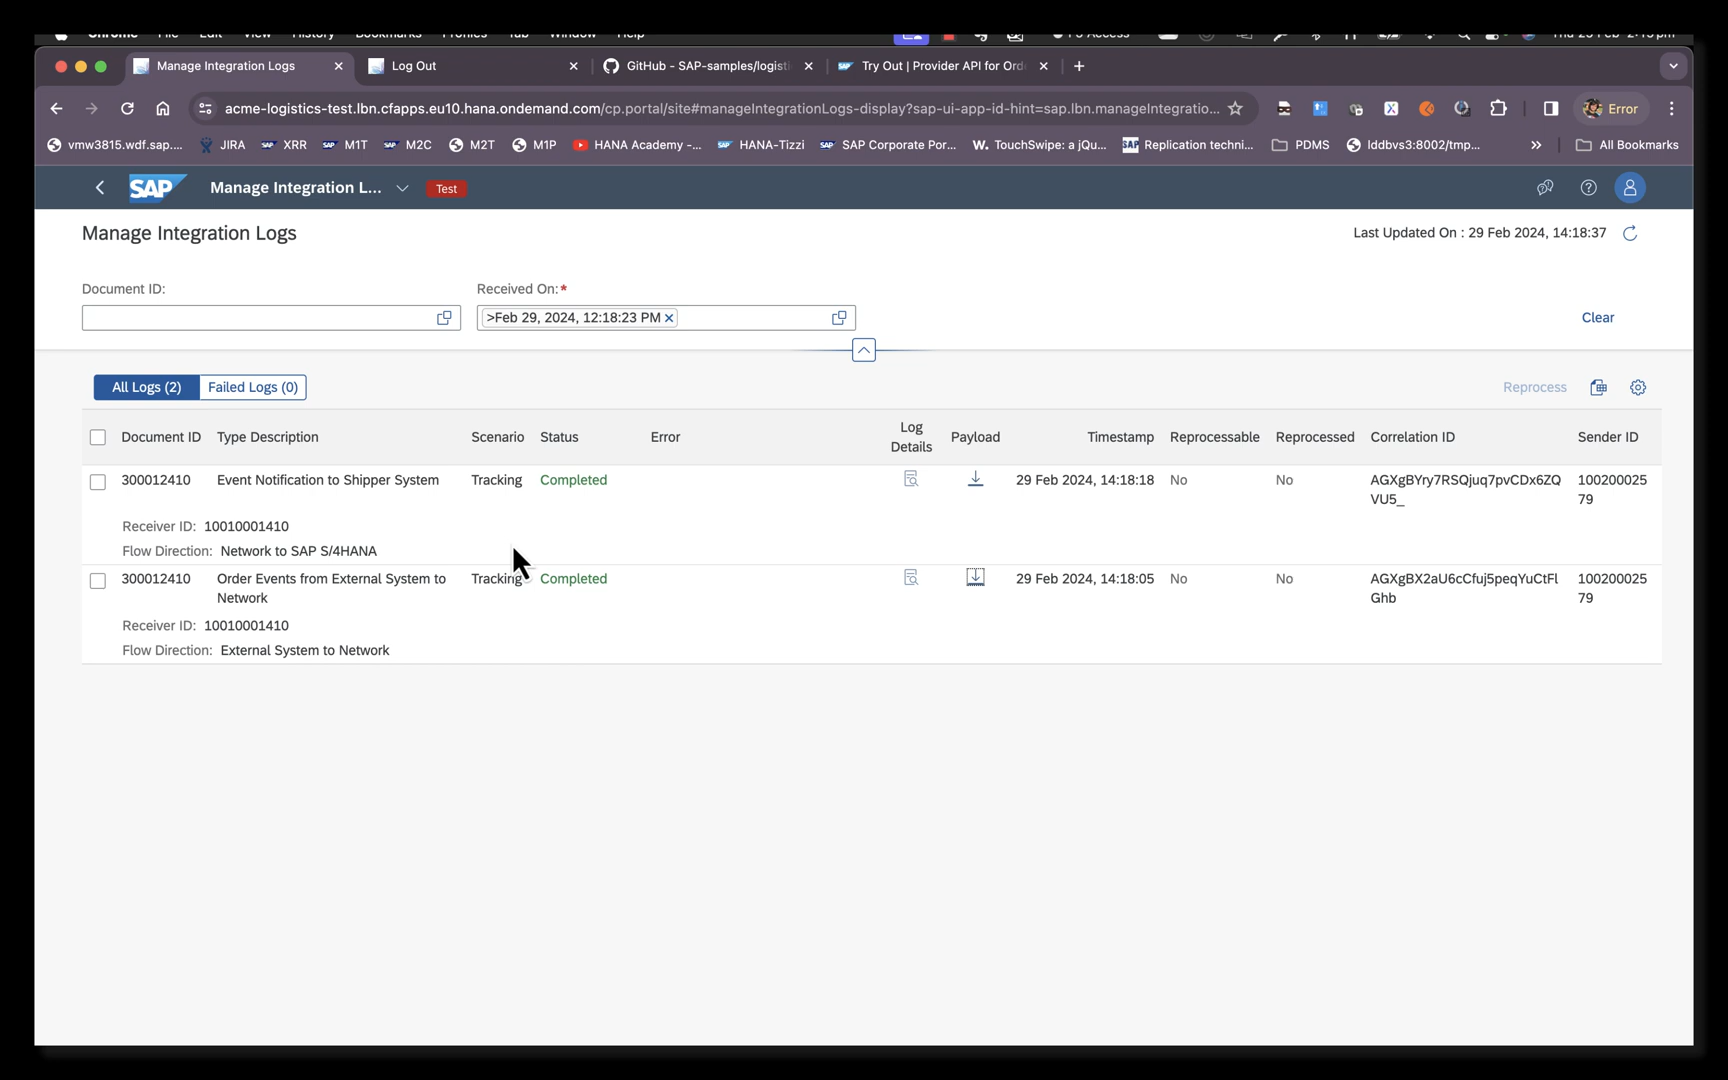 Manage Integration Logs
Log Out
GitHub - SAP-samples/logisti
Try Out | Provider API for Ord
acme-logistics-test.lbn.cfapps.eu10.hana.ondemand.com/cp.portal/site#manageIntegrationLogs-display?sap-ui-app-id-hint=sap.lbn.manageIntegratio...
Error
vmw3815.wdf.sap....
JIRA
XRR
M1T
M2C
M2T
M1P
HANA Academy -...
HANA-Tizzi
SAP Corporate Por...
W. TouchSwipe: a jQu...
SAP Replication techni...
PDMS
lddbvs3:8002/tmp...
All Bookmarks
SAP Manage Integration L... Test
Manage Integration Logs
Last Updated On : 29 Feb 2024, 14:18:37
Document ID:
Received On:*
>Feb 29, 2024, 12:18:23 PM
Clear
All Logs (2) Failed Logs (0)
Reprocess
Document ID Type Description Scenario Status Error Log Details Payload Timestamp Reprocessable Reprocessed Correlation ID Sender ID
300012410 Event Notification to Shipper System Tracking Completed 29 Feb 2024, 14:18:18 No No AGXgBYry7RSQjuq7pvCDx6ZQ 100200025
VU5_ 79
Receiver ID: 10010001410
Flow Direction: Network to SAP S/4HANA
300012410 Order Events from External System to Tracking Completed 29 Feb 2024, 14:18:05 No No AGXgBX2aU6cCfuj5peqYuCtFl 100200025
Network Ghb 79
Receiver ID: 10010001410
Flow Direction: External System to Network